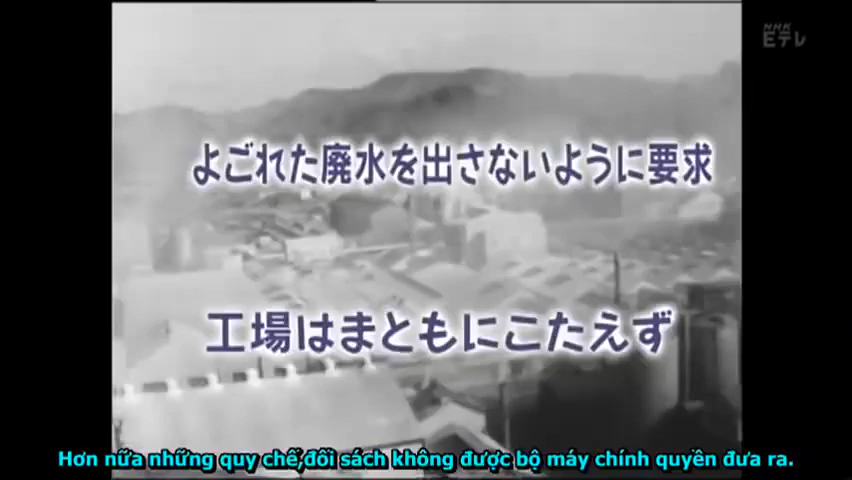 NHK
Eテレ
よごれた廃水を出さないように要求
工場はまともにこたえず
Hơn nữa những quy chế,đối sách không được bộ máy chính quyền đưa ra.